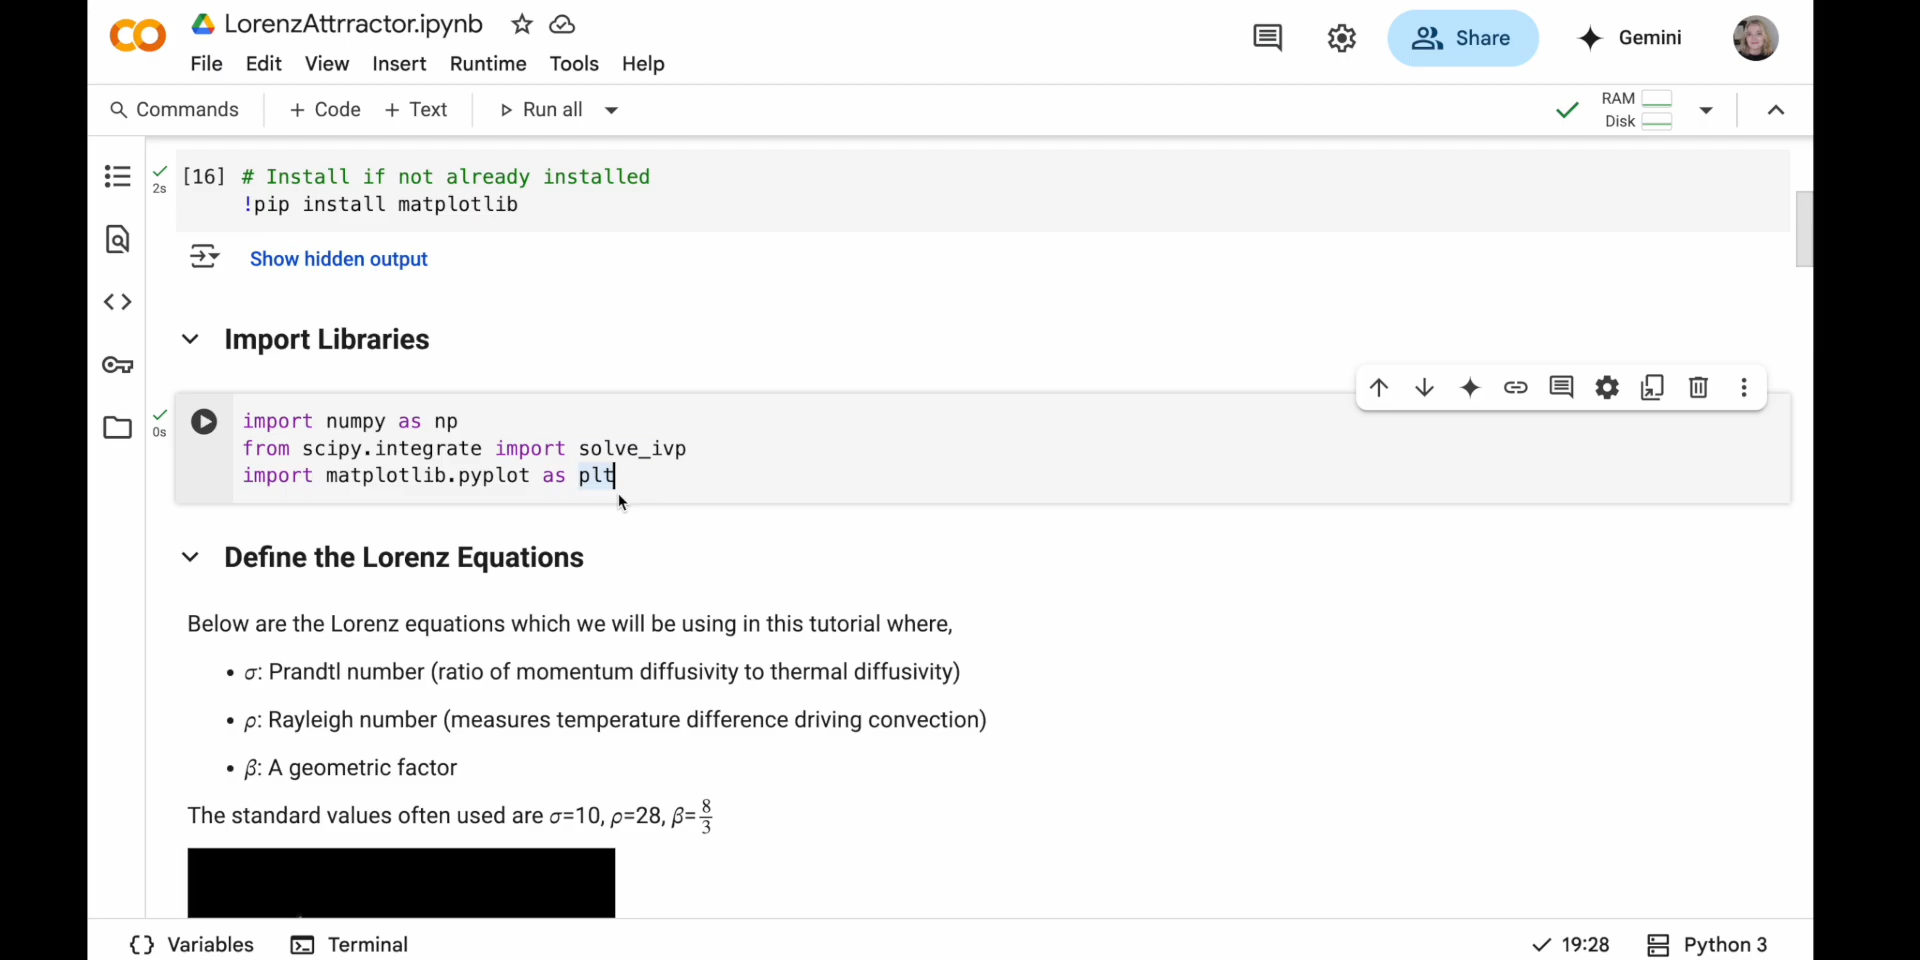 LorenzAttrractor.ipynb
File Edit View Insert Runtime Tools Help
Share
Gemini
Commands + Code + Text Run all
RAM
Disk
2s
[16] # Install if not already installed
!pip install matplotlib
Show hidden output
Import Libraries
0s
import numpy as np
from scipy.integrate import solve_ivp
import matplotlib.pyplot as plt
Define the Lorenz Equations
Below are the Lorenz equations which we will be using in this tutorial where,
• σ: Prandtl number (ratio of momentum diffusivity to thermal diffusivity)
• ρ: Rayleigh number (measures temperature difference driving convection)
• β: A geometric factor
The standard values often used are σ=10, ρ=28, β=8/3
{} Variables Terminal
19:28 Python 3